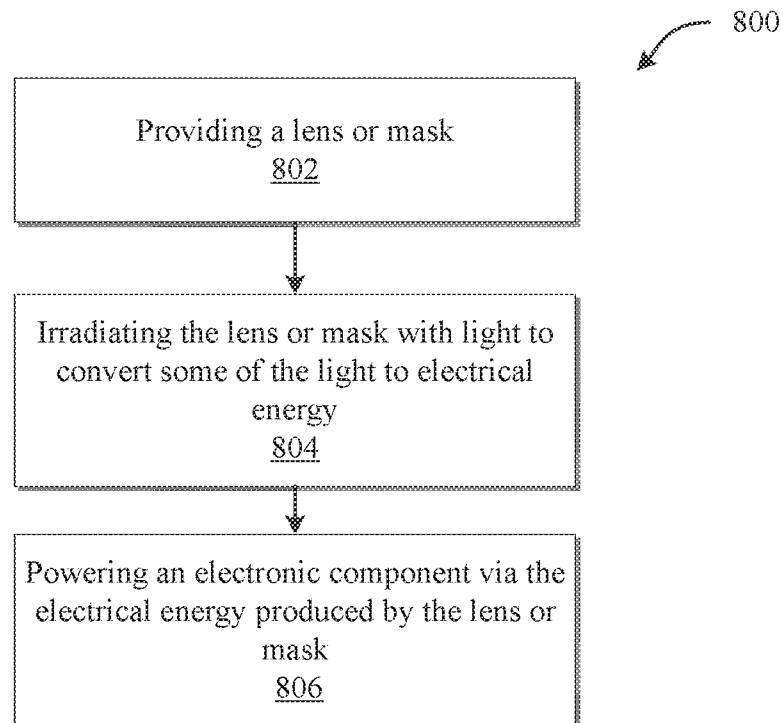 800
Providing a lens or mask
802
Irradiating the lens or mask with light to
convert some of the light to electrical
energy
804
Powering an electronic component via the
electrical energy produced by the lens or
mask
806